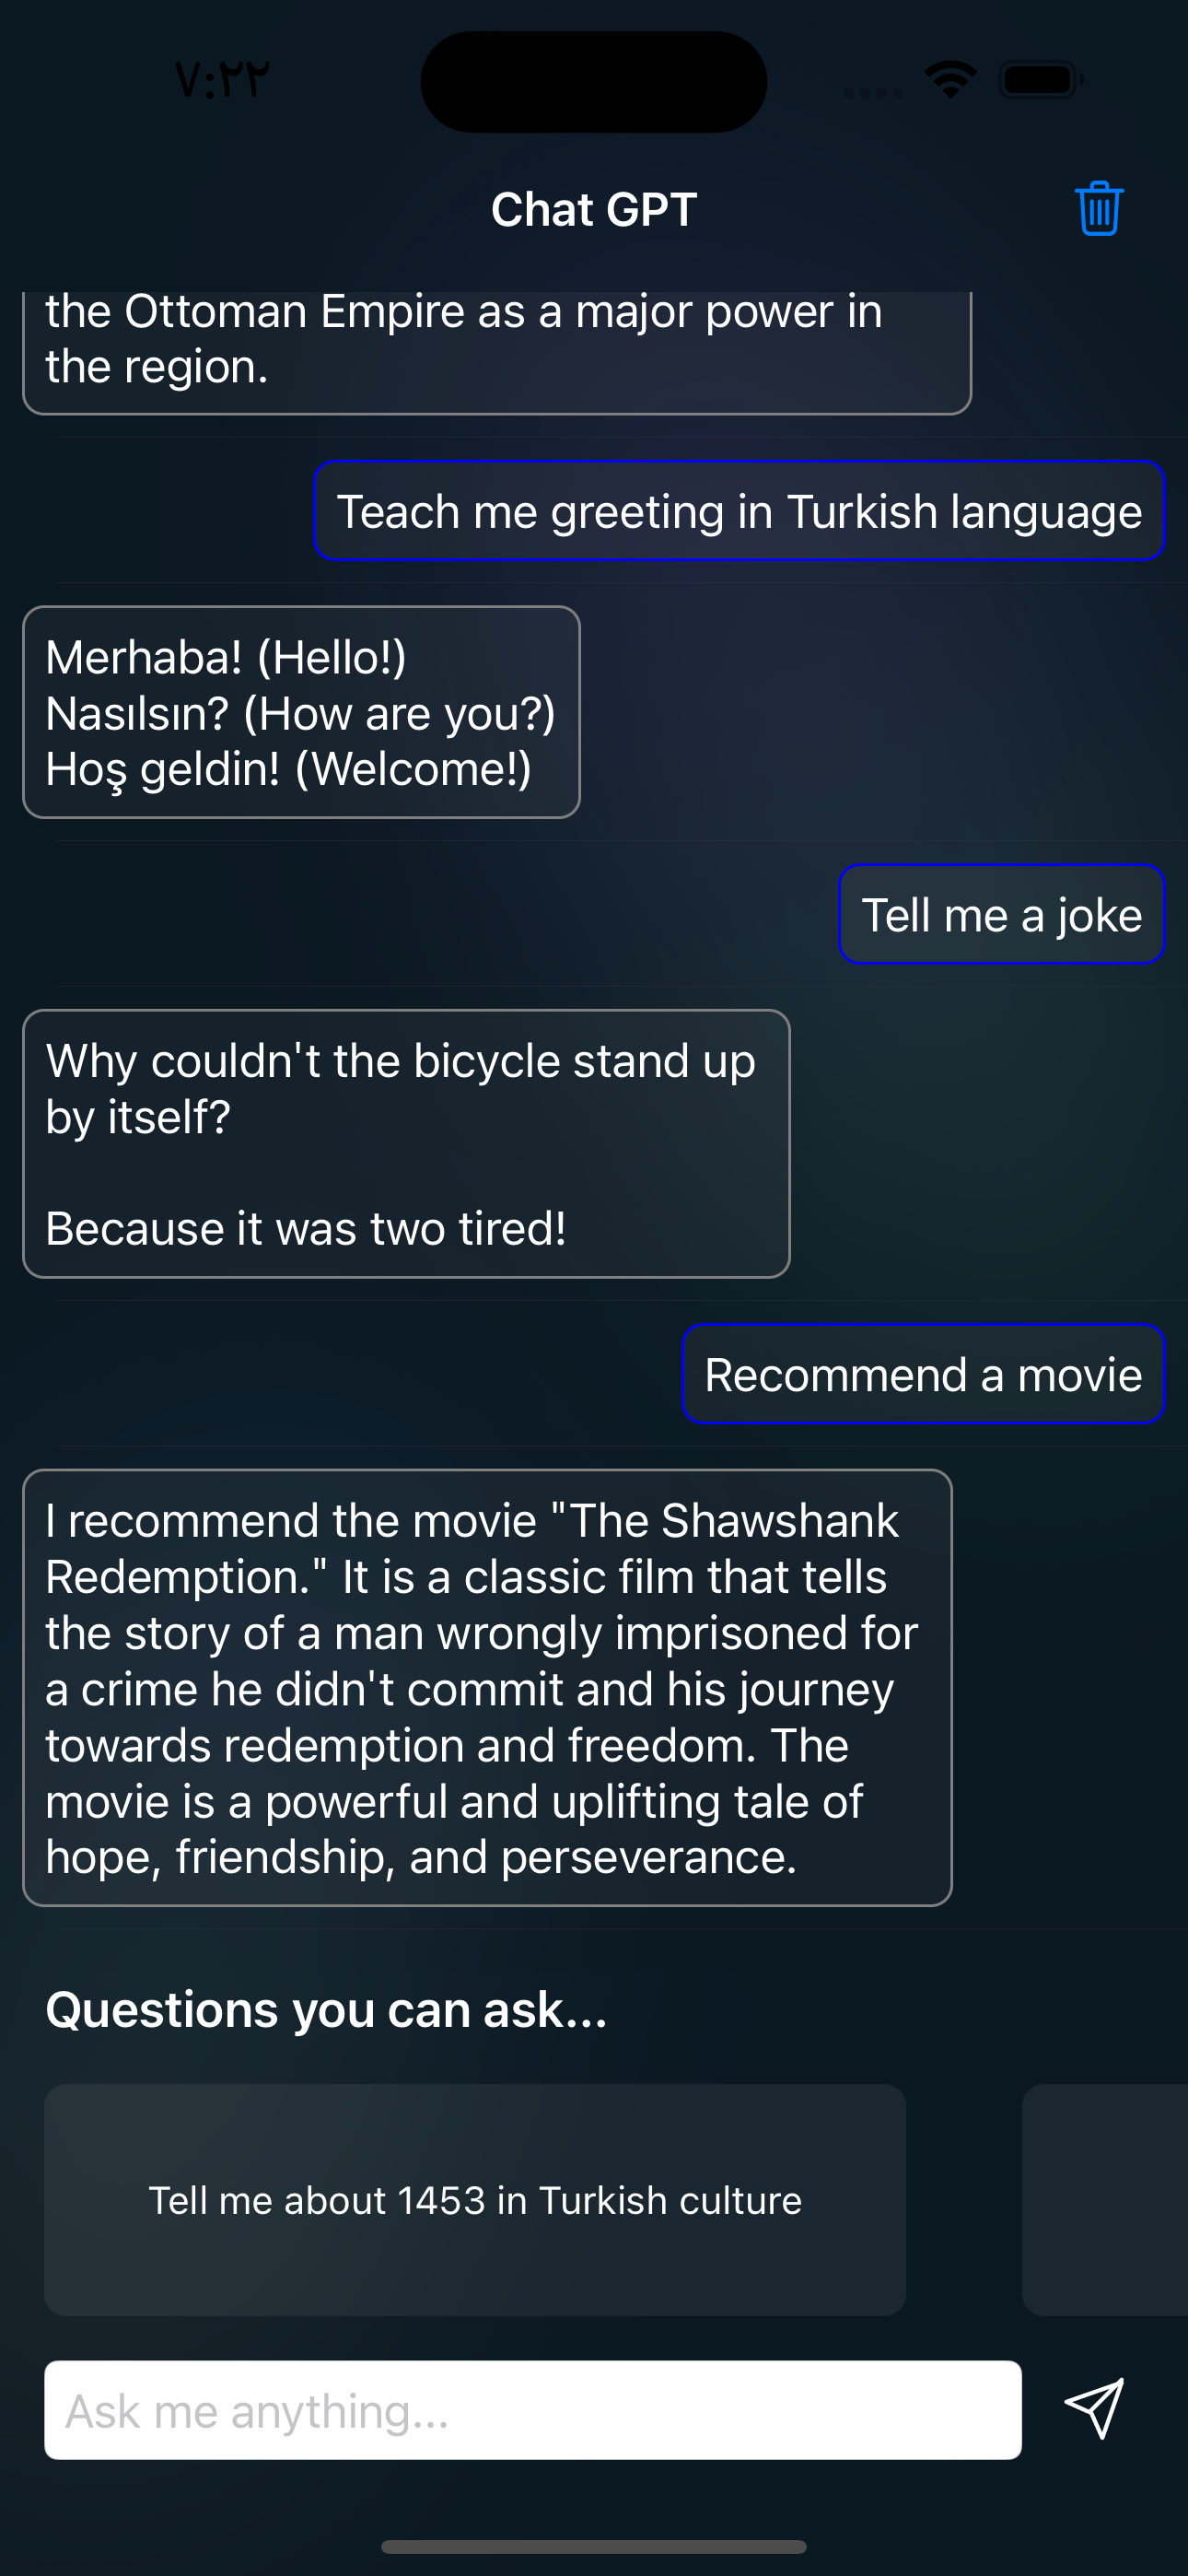 ۷:۲۲
Chat GPT
the Ottoman Empire as a major power in
the region.
Teach me greeting in Turkish language
Merhaba! (Hello!)
Nasılsın? (How are you?)
Hoş geldin! (Welcome!)
Tell me a joke
Why couldn't the bicycle stand up
by itself?
Because it was two tired!
Recommend a movie
I recommend the movie "The Shawshank
Redemption." It is a classic film that tells
the story of a man wrongly imprisoned for
a crime he didn't commit and his journey
towards redemption and freedom. The
movie is a powerful and uplifting tale of
hope, friendship, and perseverance.
Questions you can ask...
Tell me about 1453 in Turkish culture
Ask me anything...